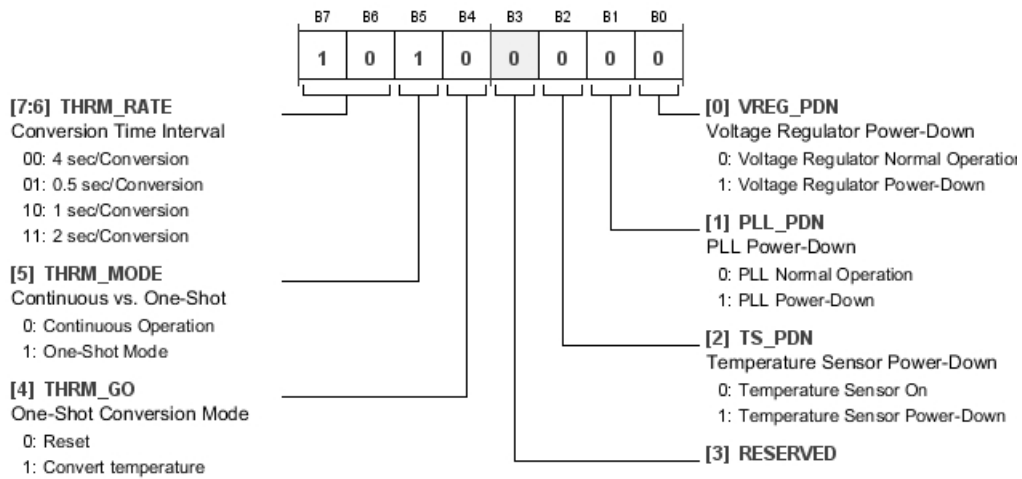 B7 B6 B5 B4 B3 B2 B1 B0
1 0 1 0 0 0 0 0
[7:6] THRM_RATE
Conversion Time Interval
00: 4 sec/Conversion
01: 0.5 sec/Conversion
10: 1 sec/Conversion
11: 2 sec/Conversion
[5] THRM_MODE
Continuous vs. One-Shot
0: Continuous Operation
1: One-Shot Mode
[4] THRM_GO
One-Shot Conversion Mode
0: Reset
1: Convert temperature
[0] VREG_PDN
Voltage Regulator Power-Down
0: Voltage Regulator Normal Operation
1: Voltage Regulator Power-Down
[1] PLL_PDN
PLL Power-Down
0: PLL Normal Operation
1: PLL Power-Down
[2] TS_PDN
Temperature Sensor Power-Down
0: Temperature Sensor On
1: Temperature Sensor Power-Down
[3] RESERVED